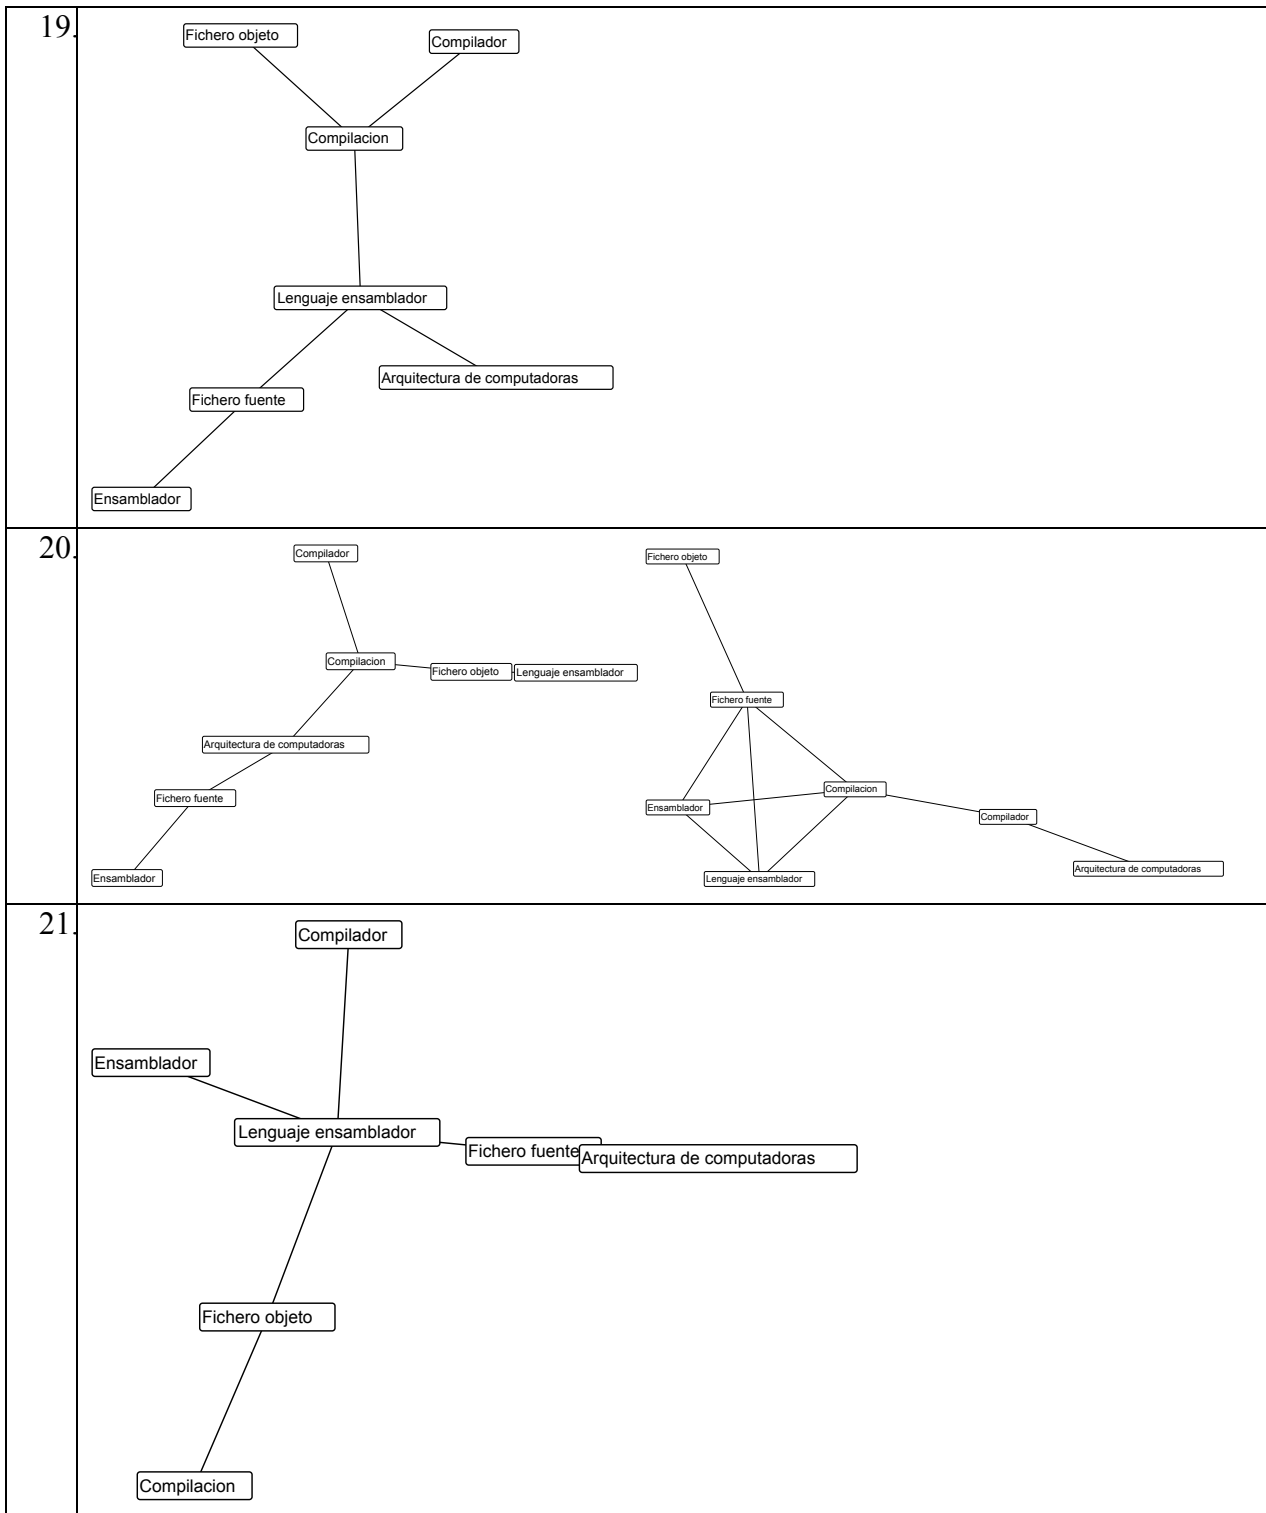 19.
Fichero objeto
Compilador
Compilacion
Lenguaje ensamblador
Arquitectura de computadoras
Fichero fuente
Ensamblador
20.
Compilador
Compilacion
Fichero objeto
Lenguaje ensamblador
Arquitectura de computadoras
Fichero fuente
Ensamblador
Fichero objeto
Fichero fuente
Compilacion
Ensamblador
Compilador
Arquitectura de computadoras
Lenguaje ensamblador
21.
Compilador
Ensamblador
Lenguaje ensamblador
Fichero fuente
Arquitectura de computadoras
Fichero objeto
Compilacion